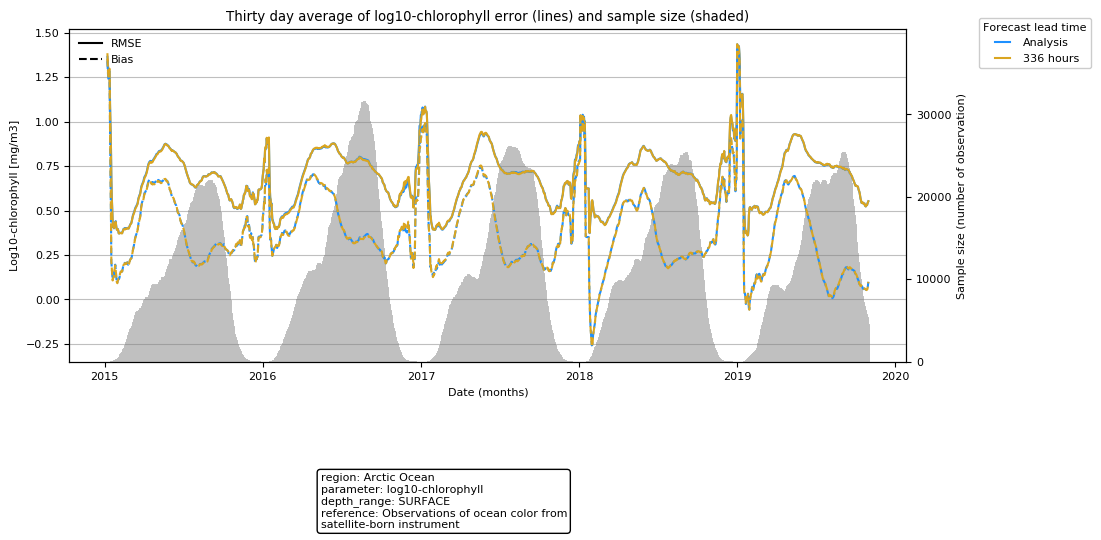 Thirty day average of log10-chlorophyll error (lines) and sample size (shaded)
RMSE
Bias
Forecast lead time
Analysis
336 hours
Log10-chlorophyll [mg/m3]
1.50
1.25
1.00
0.75
0.50
0.25
0.00
−0.25
Sample size (number of observation)
30000
20000
10000
0
2015 2016 2017 2018 2019 2020
Date (months)
region: Arctic Ocean
parameter: log10-chlorophyll
depth_range: SURFACE
reference: Observations of ocean color from
satellite-born instrument